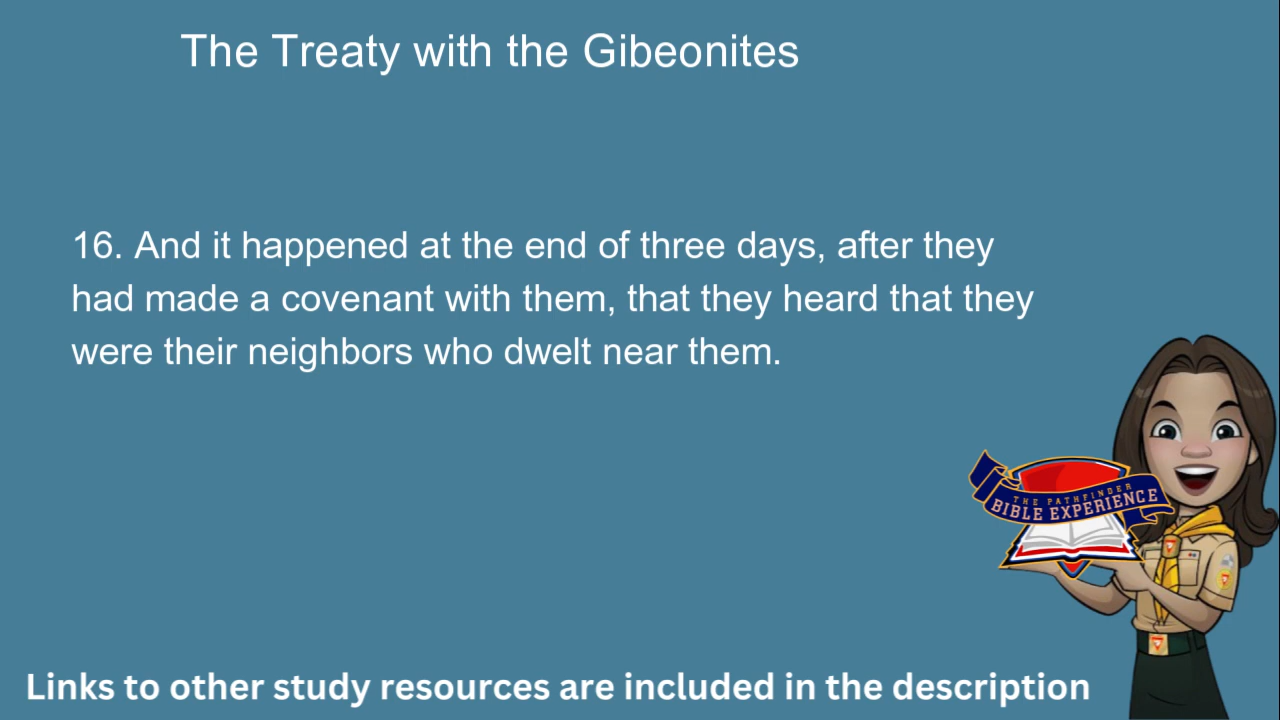 The Treaty with the Gibeonites
16. And it happened at the end of three days, after they
had made a covenant with them, that they heard that they
were their neighbors who dwelt near them.
THE PATHFINDER
BIBLE EXPERIENCE
Links to other study resources are included in the description